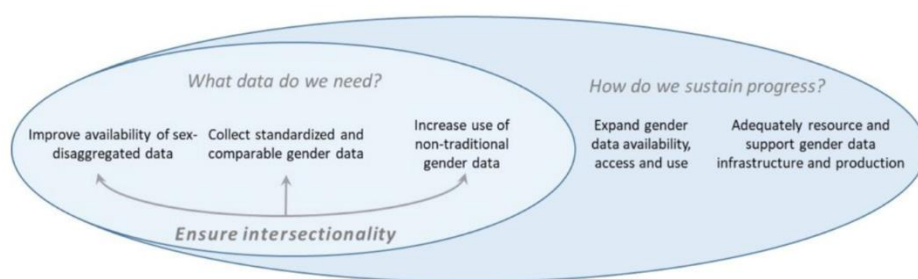 What data do we need?
How do we sustain progress?
Improve availability of sex-
disaggregated data
Collect standardized and
comparable gender data
Increase use of
non-traditional
gender data
Expand gender
data availability,
access and use
Adequately resource and
support gender data
infrastructure and production
Ensure intersectionality